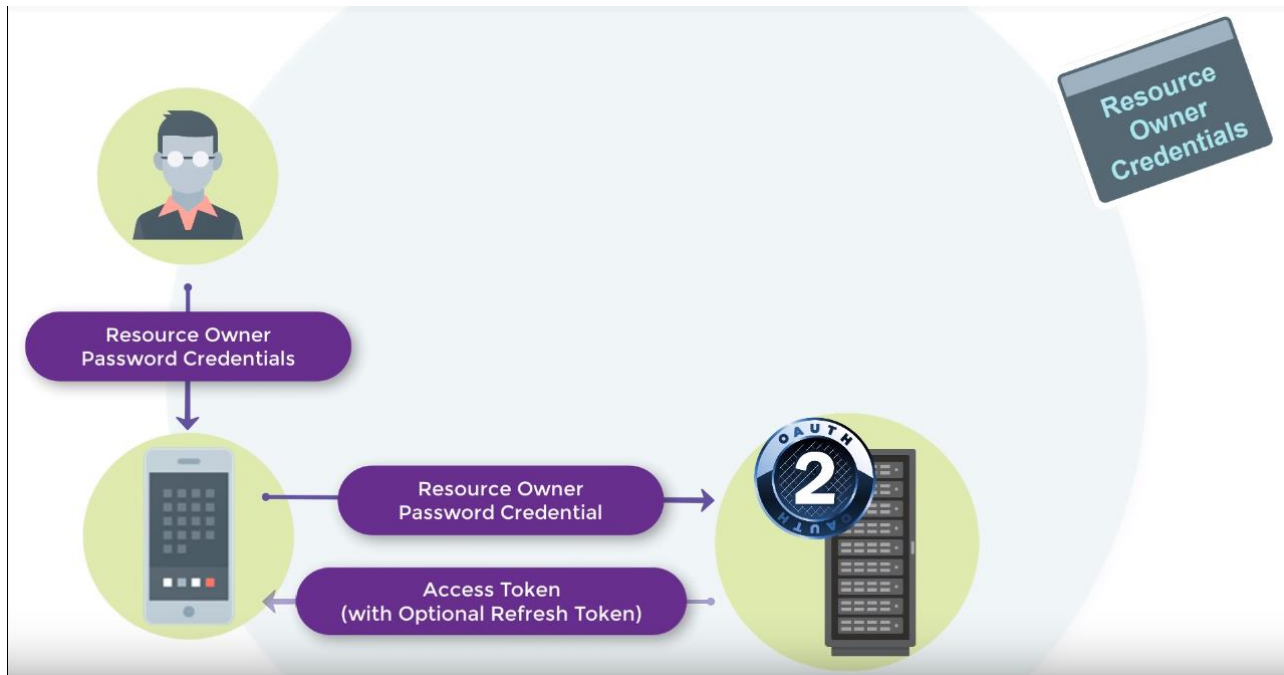 Resource
Owner
Credentials
Resource Owner
Password Credentials
OAUTH
2
OAUTH
Resource Owner
Password Credential
Access Token
(with Optional Refresh Token)